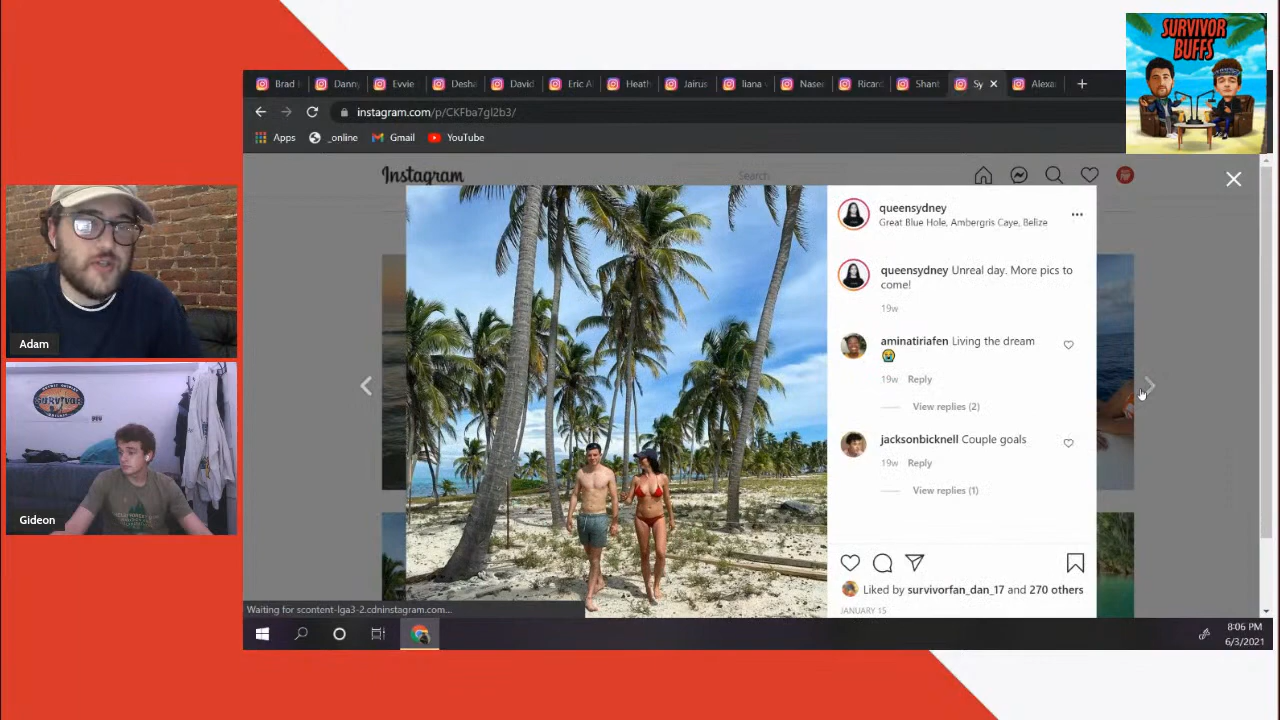 SURVIVOR
BUFFS
Brad
Danny
Evvie
Desha
David
Eric A
Heath
Jairus
liana
Nasee
Ricard
Shant
Sy
Alexa
instagram.com/p/CKFba7gl2b3/
Apps
_online
Gmail
YouTube
Instagram
Search
queensydney
Great Blue Hole, Ambergris Caye, Belize
queensydney Unreal day. More pics to
come!
19w
aminatiriafen Living the dream
😭
19w Reply
View replies (2)
jacksonbicknell Couple goals
19w Reply
View replies (1)
Liked by survivorfan_dan_17 and 270 others
JANUARY 15
Waiting for scontent-lga3-2.cdninstagram.com...
8:06 PM
6/3/2021
Adam
SURVIVOR
Gideon